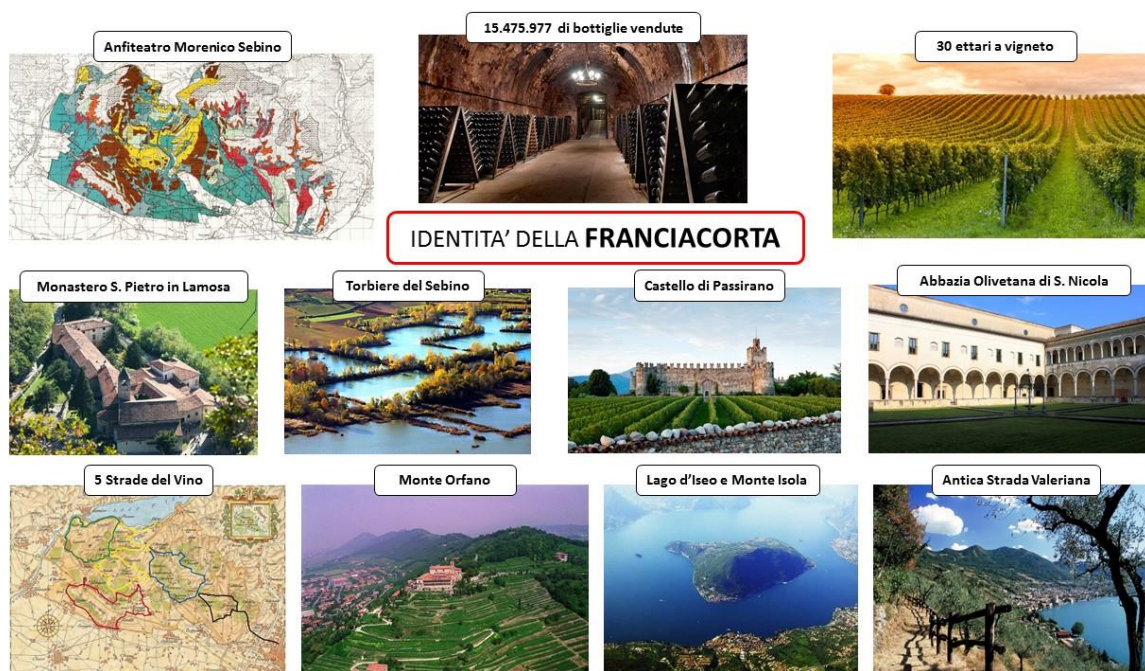 Anfiteatro Morenico Sebino
15.475.977 di bottiglie vendute
30 ettari a vigneto
IDENTITA' DELLA FRANCIACORTA
Monastero S. Pietro in Lamosa
Torbiere del Sebino
Castello di Passirano
Abbazia Olivetana di S. Nicola
5 Strade del Vino
Monte Orfano
Lago d'Iseo e Monte Isola
Antica Strada Valeriana